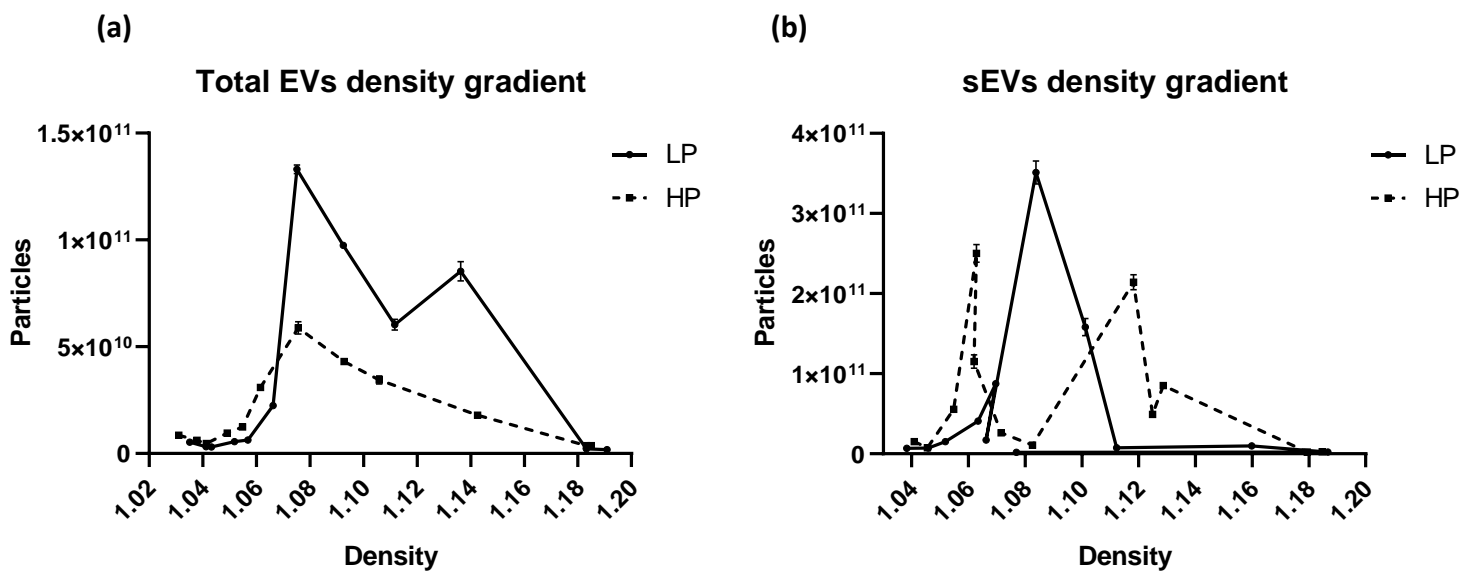 (a)
Total EVs density gradient
1.5×10¹¹
1×10¹¹
5×10¹⁰
0
Particles
1.02
1.04
1.06
1.08
1.10
1.12
1.14
1.16
1.18
1.20
Density
LP
HP
(b)
sEVs density gradient
4×10¹¹
3×10¹¹
2×10¹¹
1×10¹¹
0
Particles
1.04
1.06
1.08
1.10
1.12
1.14
1.16
1.18
1.20
Density
LP
HP